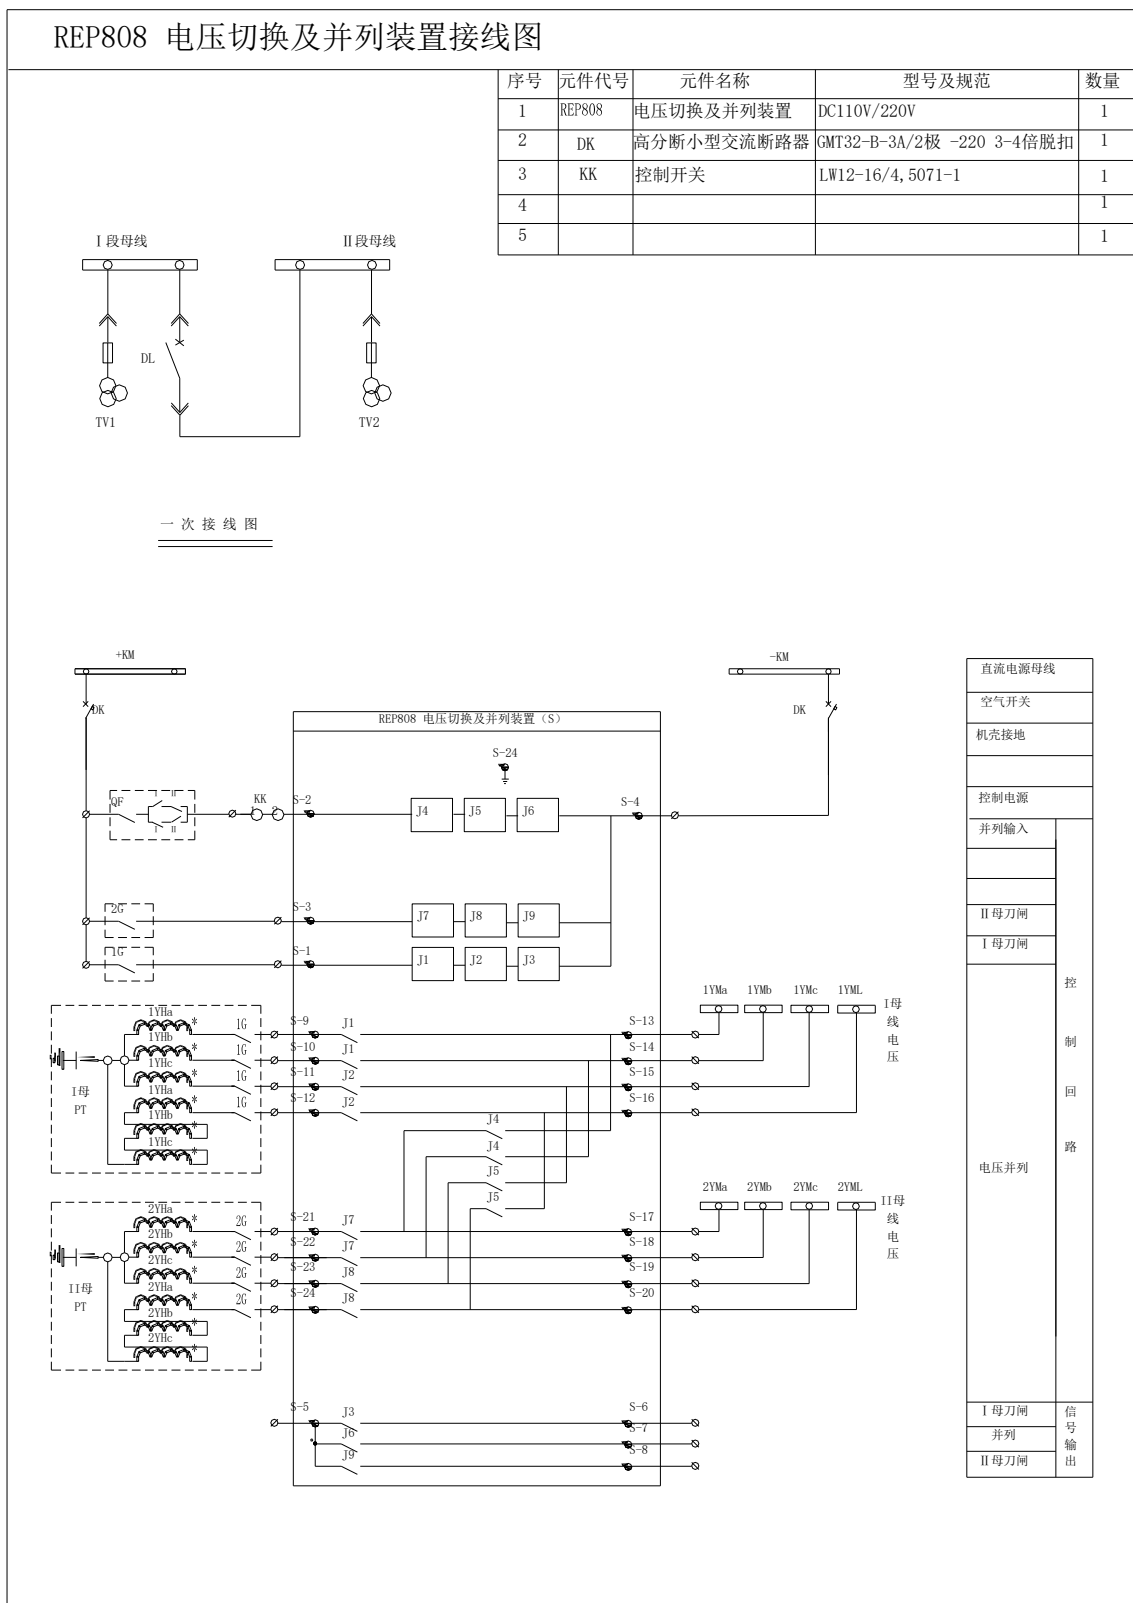 REP808 电压切换及并列装置接线图
序号 元件代号 元件名称 型号及规范 数量
1 REP808 电压切换及并列装置 DC110V/220V 1
2 DK 高分断小型交流断路器 GMT32-B-3A/2极 -220 3-4倍脱扣 1
3 KK 控制开关 LW12-16/4,5071-1 1
4 1
5 1
I段母线 II段母线
DL
TV1 TV2
一次接线图
+KM -KM
DK DK
REP808 电压切换及并列装置（S）
S-24
QF I II I II KK 1 2 S-2 J4 J5 J6 S-4
2G S-3 J7 J8 J9
1G S-1 J1 J2 J3
1YMa 1YMb 1YMc 1YML I母线电压
1YHa * 1G S-9 J1 S-13
1YHb * 1G S-10 J1 S-14
1YHc * 1G S-11 J2 S-15
1YHa * 1G S-12 J2 S-16
1YHb *
1YHc *
I母
PT
J4
J4
J5
J5
2YMa 2YMb 2YMc 2YML II母线电压
2YHa * 2G S-21 J7 S-17
2YHb * 2G S-22 J7 S-18
2YHc * 2G S-23 J8 S-19
2YHa * 2G S-24 J8 S-20
2YHb *
2YHc *
II母
PT
S-5 J3 S-6
* J6 S-7
J9 S-8
直流电源母线
空气开关
机壳接地
控制电源
并列输入
II母刀闸
I母刀闸
电压并列
控制回路
I母刀闸
并列
II母刀闸
信号输出